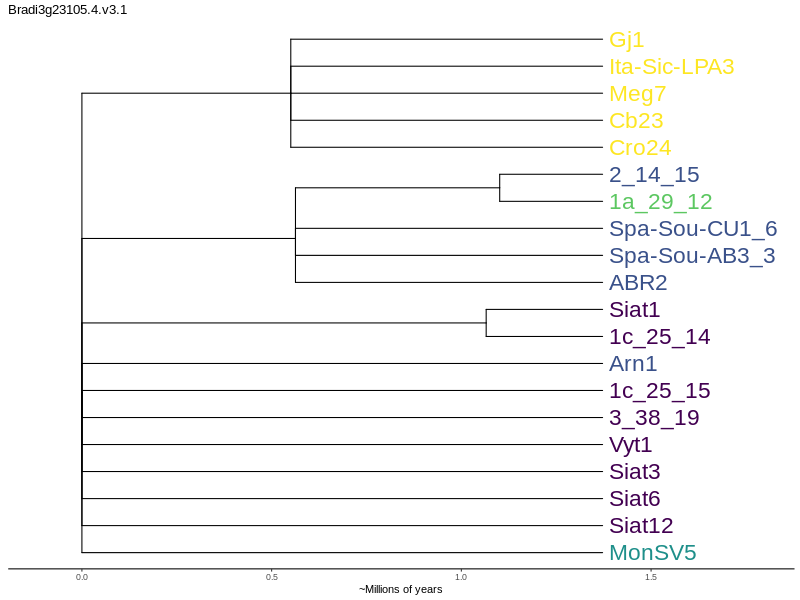 Bradi3g23105.4.v3.1
Gj1
Ita-Sic-LPA3
Meg7
Cb23
Cro24
2_14_15
1a_29_12
Spa-Sou-CU1_6
Spa-Sou-AB3_3
ABR2
Siat1
1c_25_14
Arn1
1c_25_15
3_38_19
Vyt1
Siat3
Siat6
Siat12
MonSV5
0.0 0.5 1.0 1.5
~Millions of years